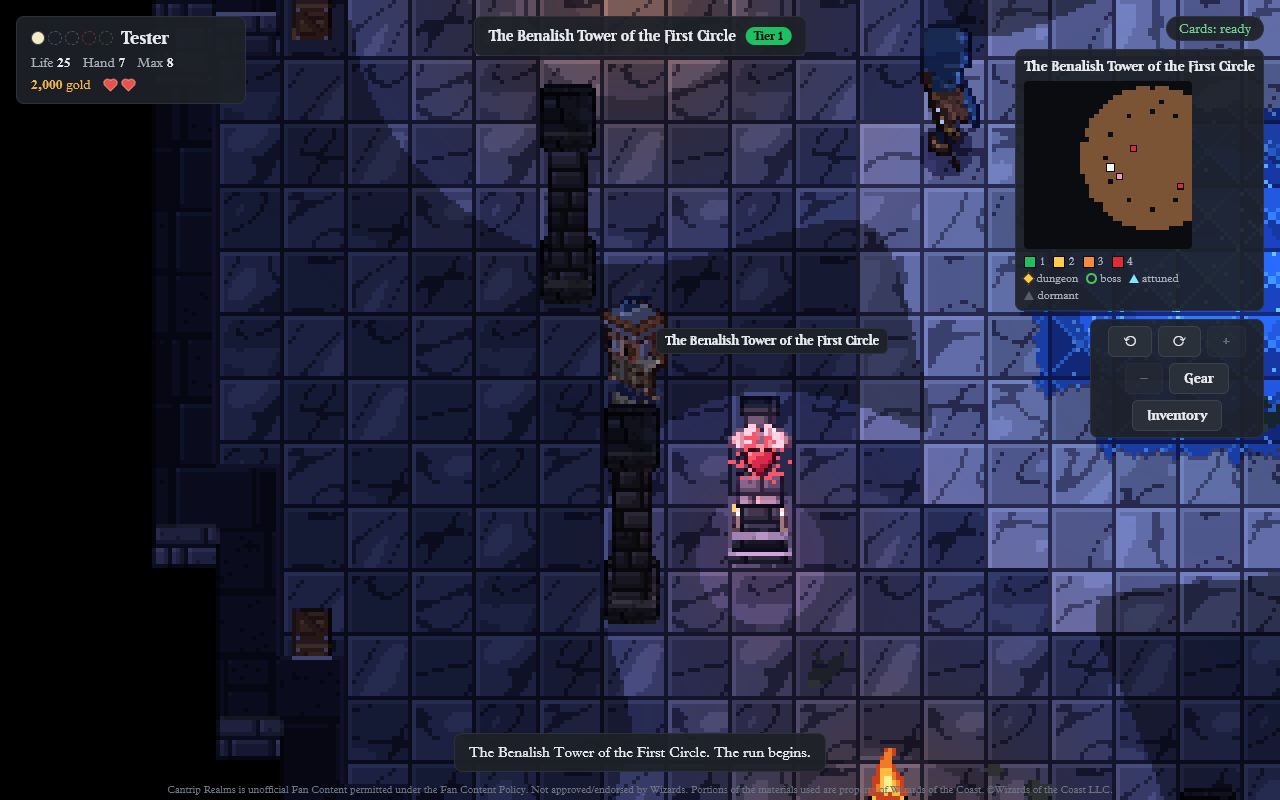 Tester
Life 25 Hand 7 Max 8
2,000 gold
The Benalish Tower of the First Circle Tier 1
Cards: ready
The Benalish Tower of the First Circle
1 2 3 4
dungeon boss attuned
dormant
+
− Gear
Inventory
The Benalish Tower of the First Circle
The Benalish Tower of the First Circle. The run begins.
Cantrip Realms is unofficial Fan Content permitted under the Fan Content Policy. Not approved/endorsed by Wizards. Portions of the materials used are property of Wizards of the Coast. ©Wizards of the Coast LLC.